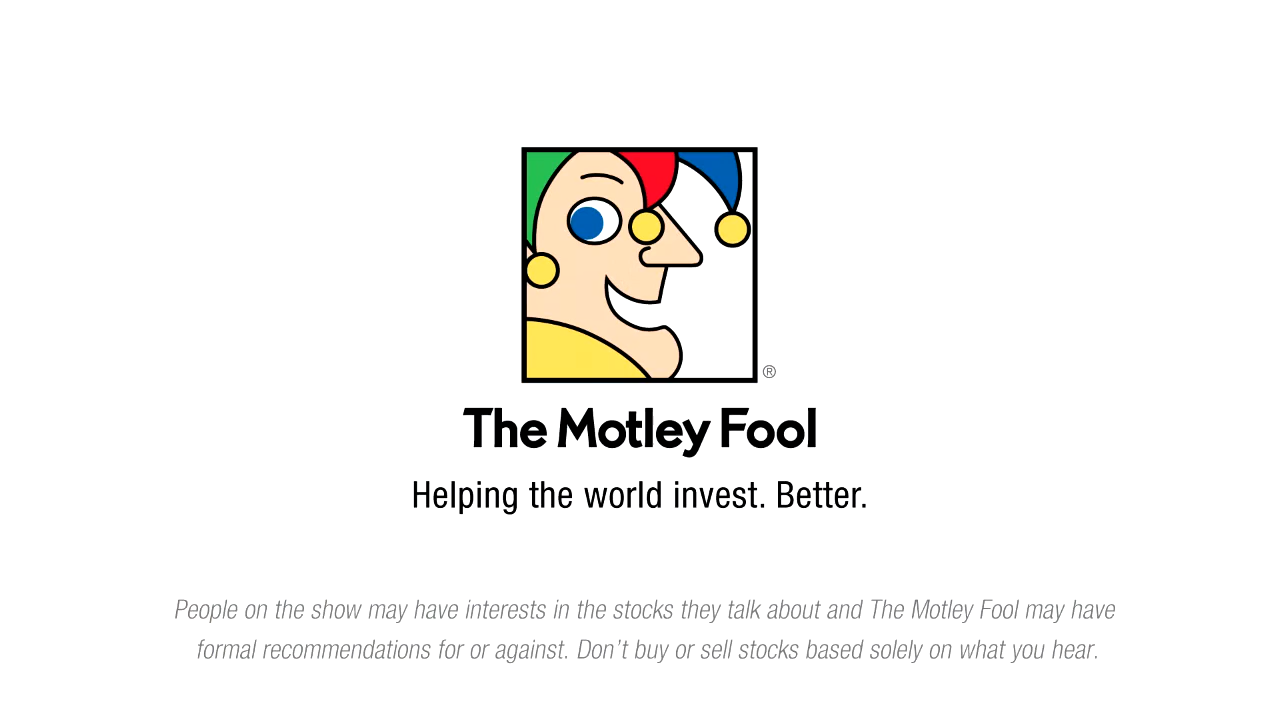 ®
The Motley Fool
Helping the world invest. Better.
People on the show may have interests in the stocks they talk about and The Motley Fool may have
formal recommendations for or against. Don’t buy or sell stocks based solely on what you hear.